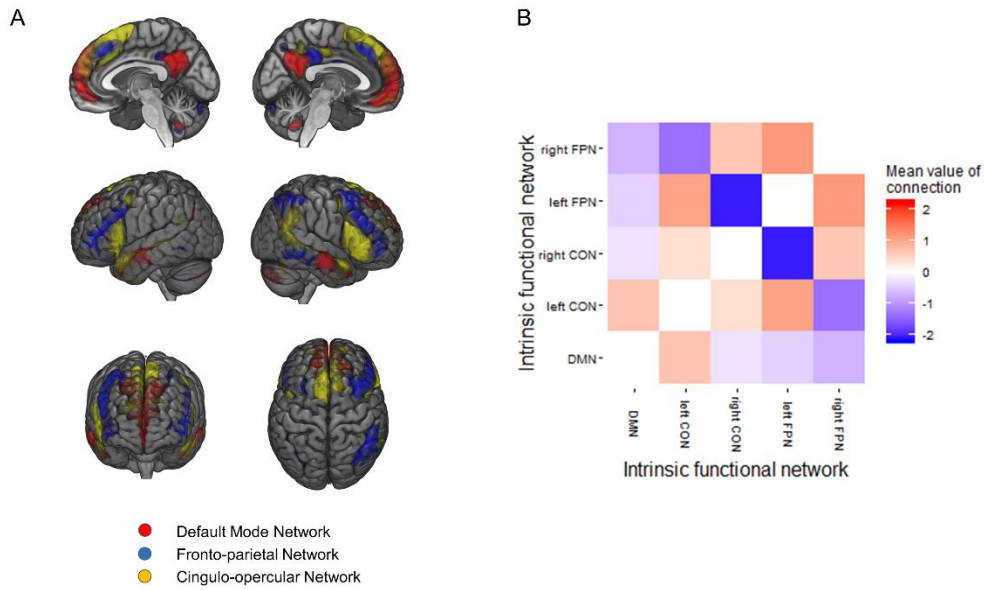 A
B
Default Mode Network
Fronto-parietal Network
Cingulo-opercular Network
Intrinsic functional network
right FPN
left FPN
right CON
left CON
DMN
DMN
left CON
right CON
left FPN
right FPN
Intrinsic functional network
Mean value of
connection
2
1
0
-1
-2